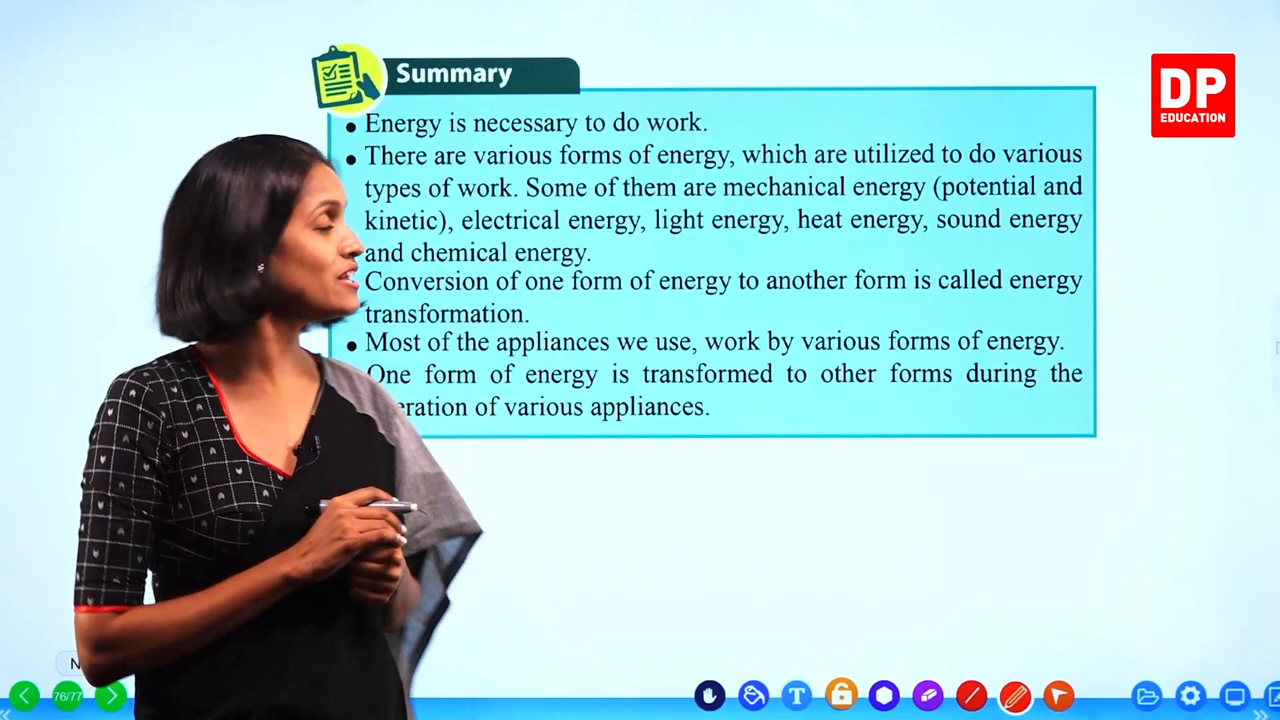 Summary
DP
EDUCATION
• Energy is necessary to do work.
• There are various forms of energy, which are utilized to do various
types of work. Some of them are mechanical energy (potential and
kinetic), electrical energy, light energy, heat energy, sound energy
and chemical energy.
Conversion of one form of energy to another form is called energy
transformation.
• Most of the appliances we use, work by various forms of energy.
One form of energy is transformed to other forms during the
of various appliances.
76/77
T